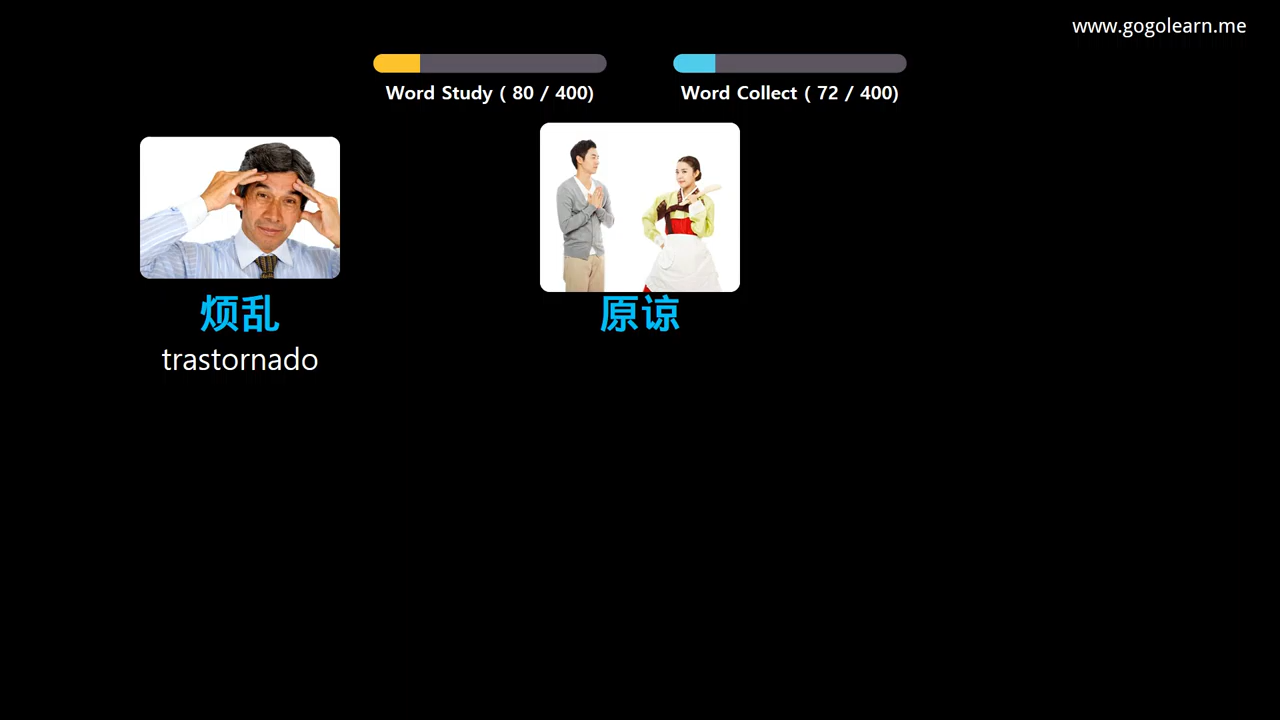 www.gogolearn.me
Word Study ( 80 / 400)
Word Collect ( 72 / 400)
烦乱
原谅
trastornado